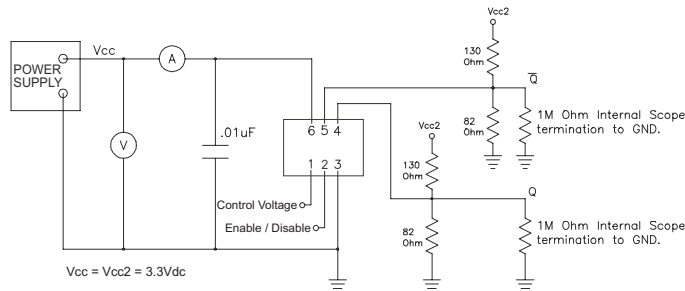 Vcc2
130
Ohm
Q
82
Ohm
1M Ohm Internal Scope
termination to GND.
Vcc
A
POWER
SUPPLY
V
.01uF
6 5 4
1 2 3
Control Voltage
Enable / Disable
Vcc2
130
Ohm
Q
82
Ohm
1M Ohm Internal Scope
termination to GND.
Vcc = Vcc2 = 3.3Vdc